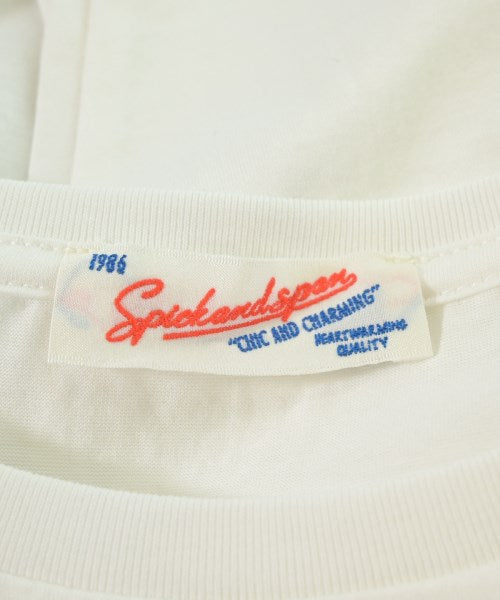 1986
Spickandspan
"CHIC AND CHARMING"
HEARTWARMING
QUALITY